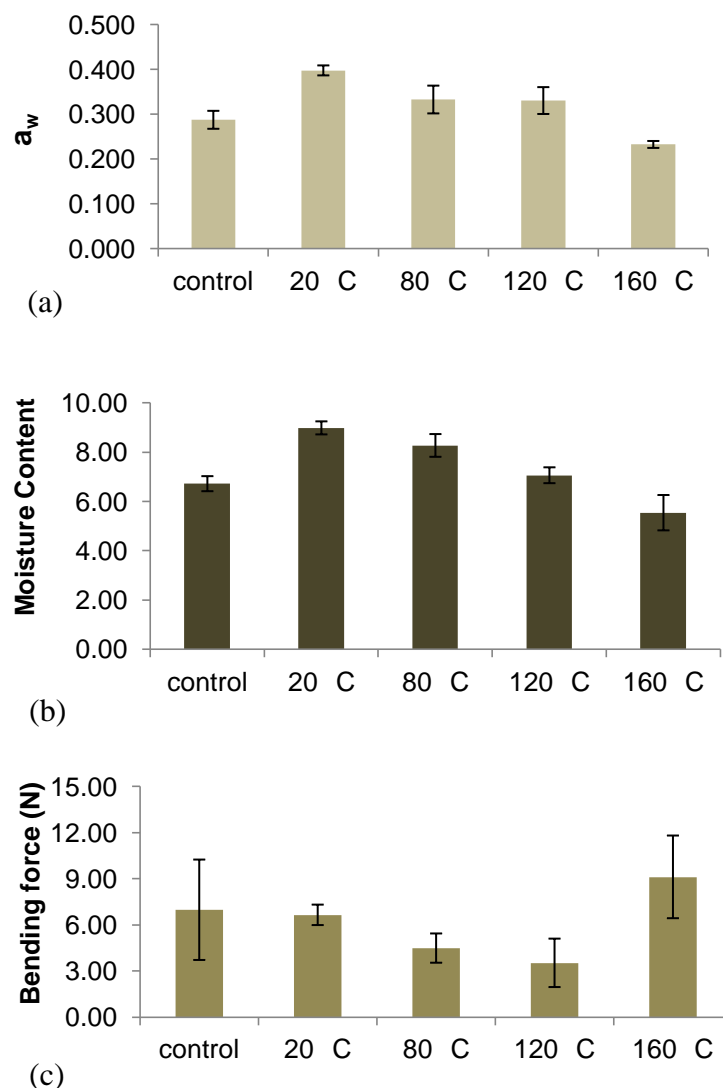 0.500
0.400
0.300
0.200
0.100
0.000
a_w
control 20 C 80 C 120 C 160 C
(a)
10.00
8.00
6.00
4.00
2.00
0.00
Moisture Content
control 20 C 80 C 120 C 160 C
(b)
15.00
12.00
9.00
6.00
3.00
0.00
Bending force (N)
control 20 C 80 C 120 C 160 C
(c)